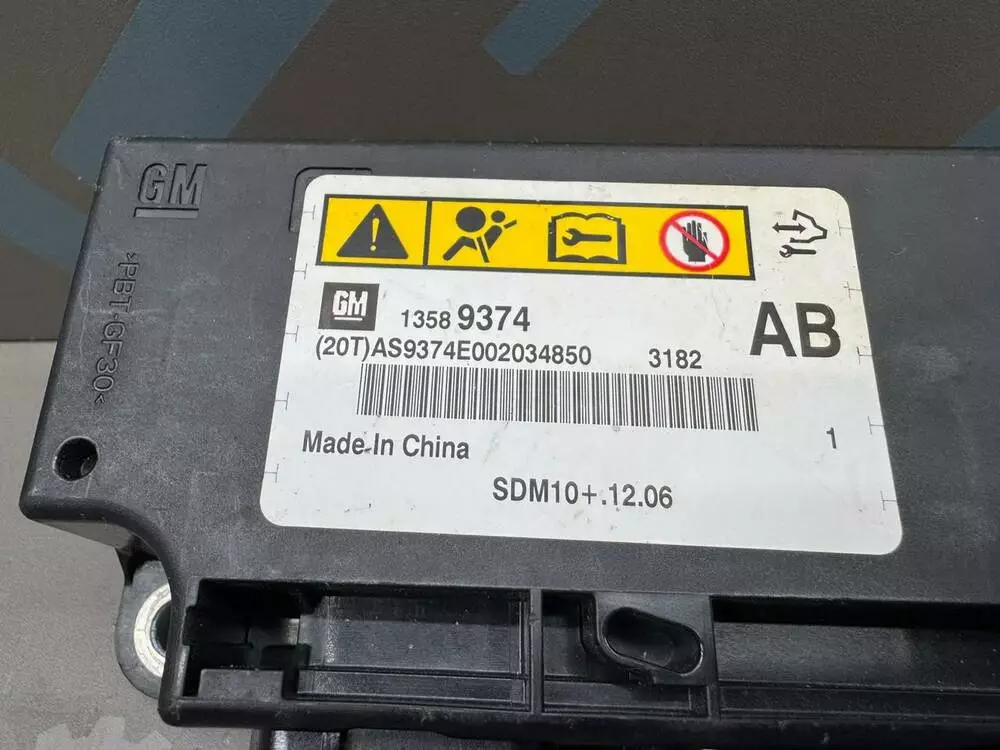 GM
>PBT-GF30<
GM 1358 9374
AB
(20T)AS9374E002034850 3182
Made In China
1
SDM10+.12.06